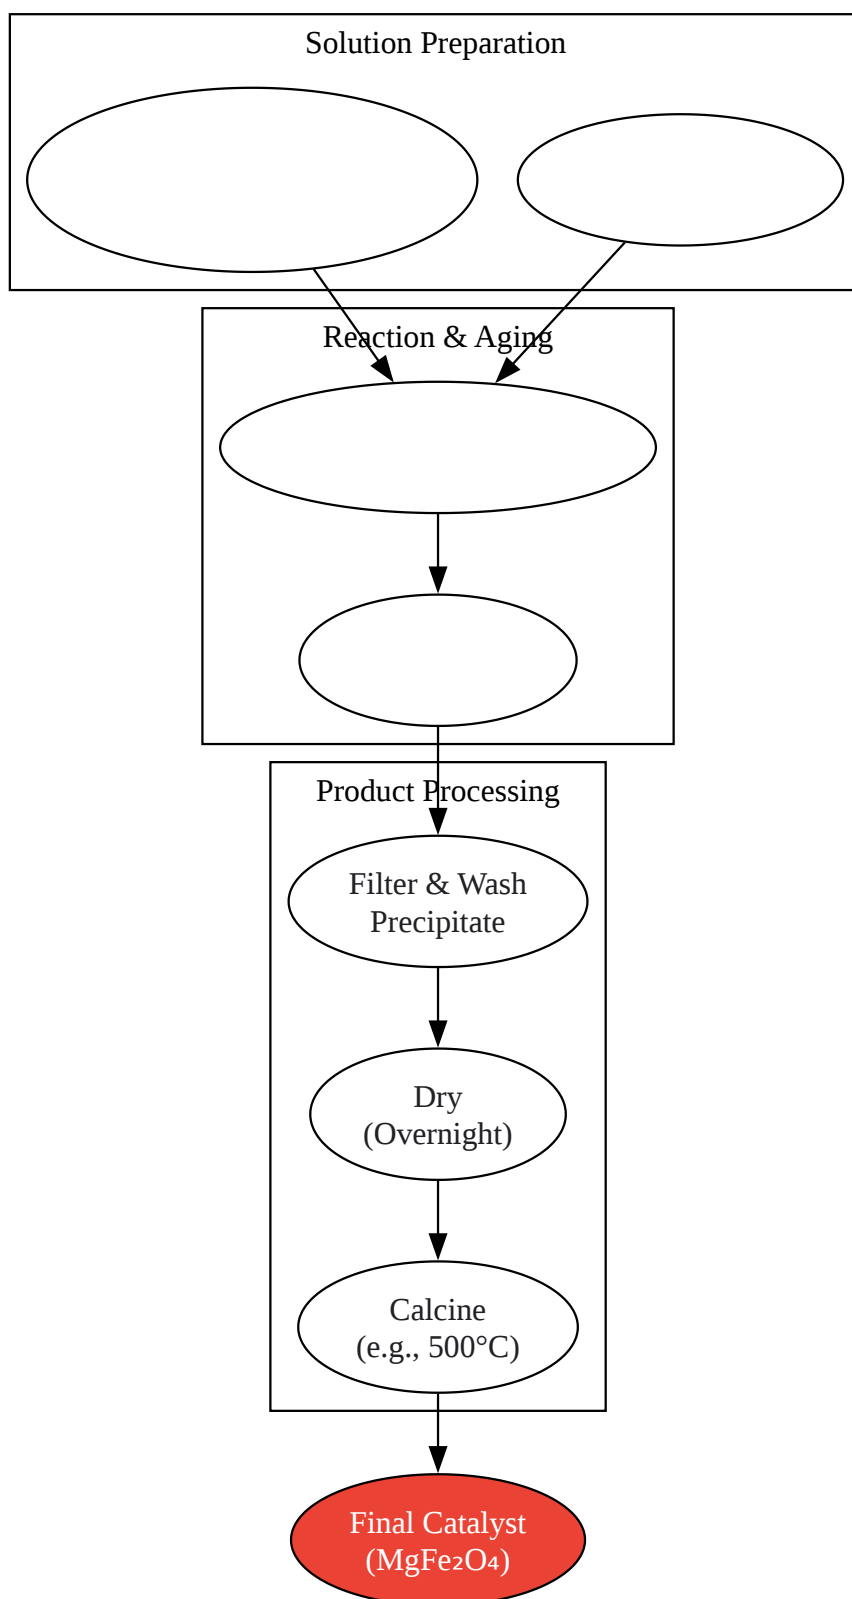 Solution Preparation
Reaction & Aging
Product Processing
Filter & Wash
Precipitate
Dry
(Overnight)
Calcine
(e.g., 500°C)
Final Catalyst
(MgFe₂O₄)